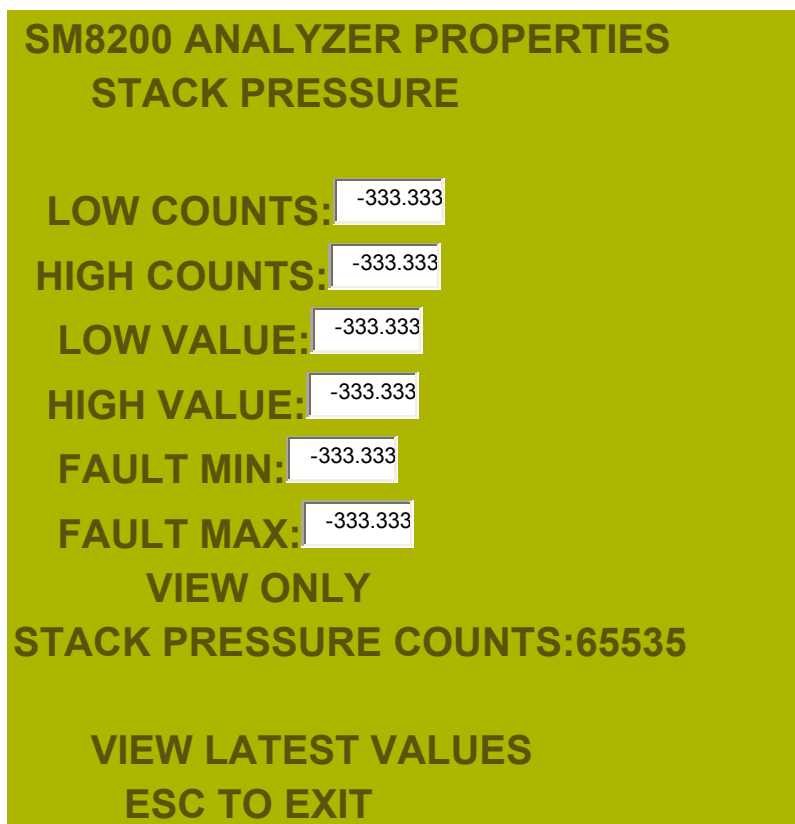 SM8200 ANALYZER PROPERTIES
STACK PRESSURE
LOW COUNTS: -333.333
HIGH COUNTS: -333.333
LOW VALUE: -333.333
HIGH VALUE: -333.333
FAULT MIN: -333.333
FAULT MAX: -333.333
VIEW ONLY
STACK PRESSURE COUNTS:65535
VIEW LATEST VALUES
ESC TO EXIT